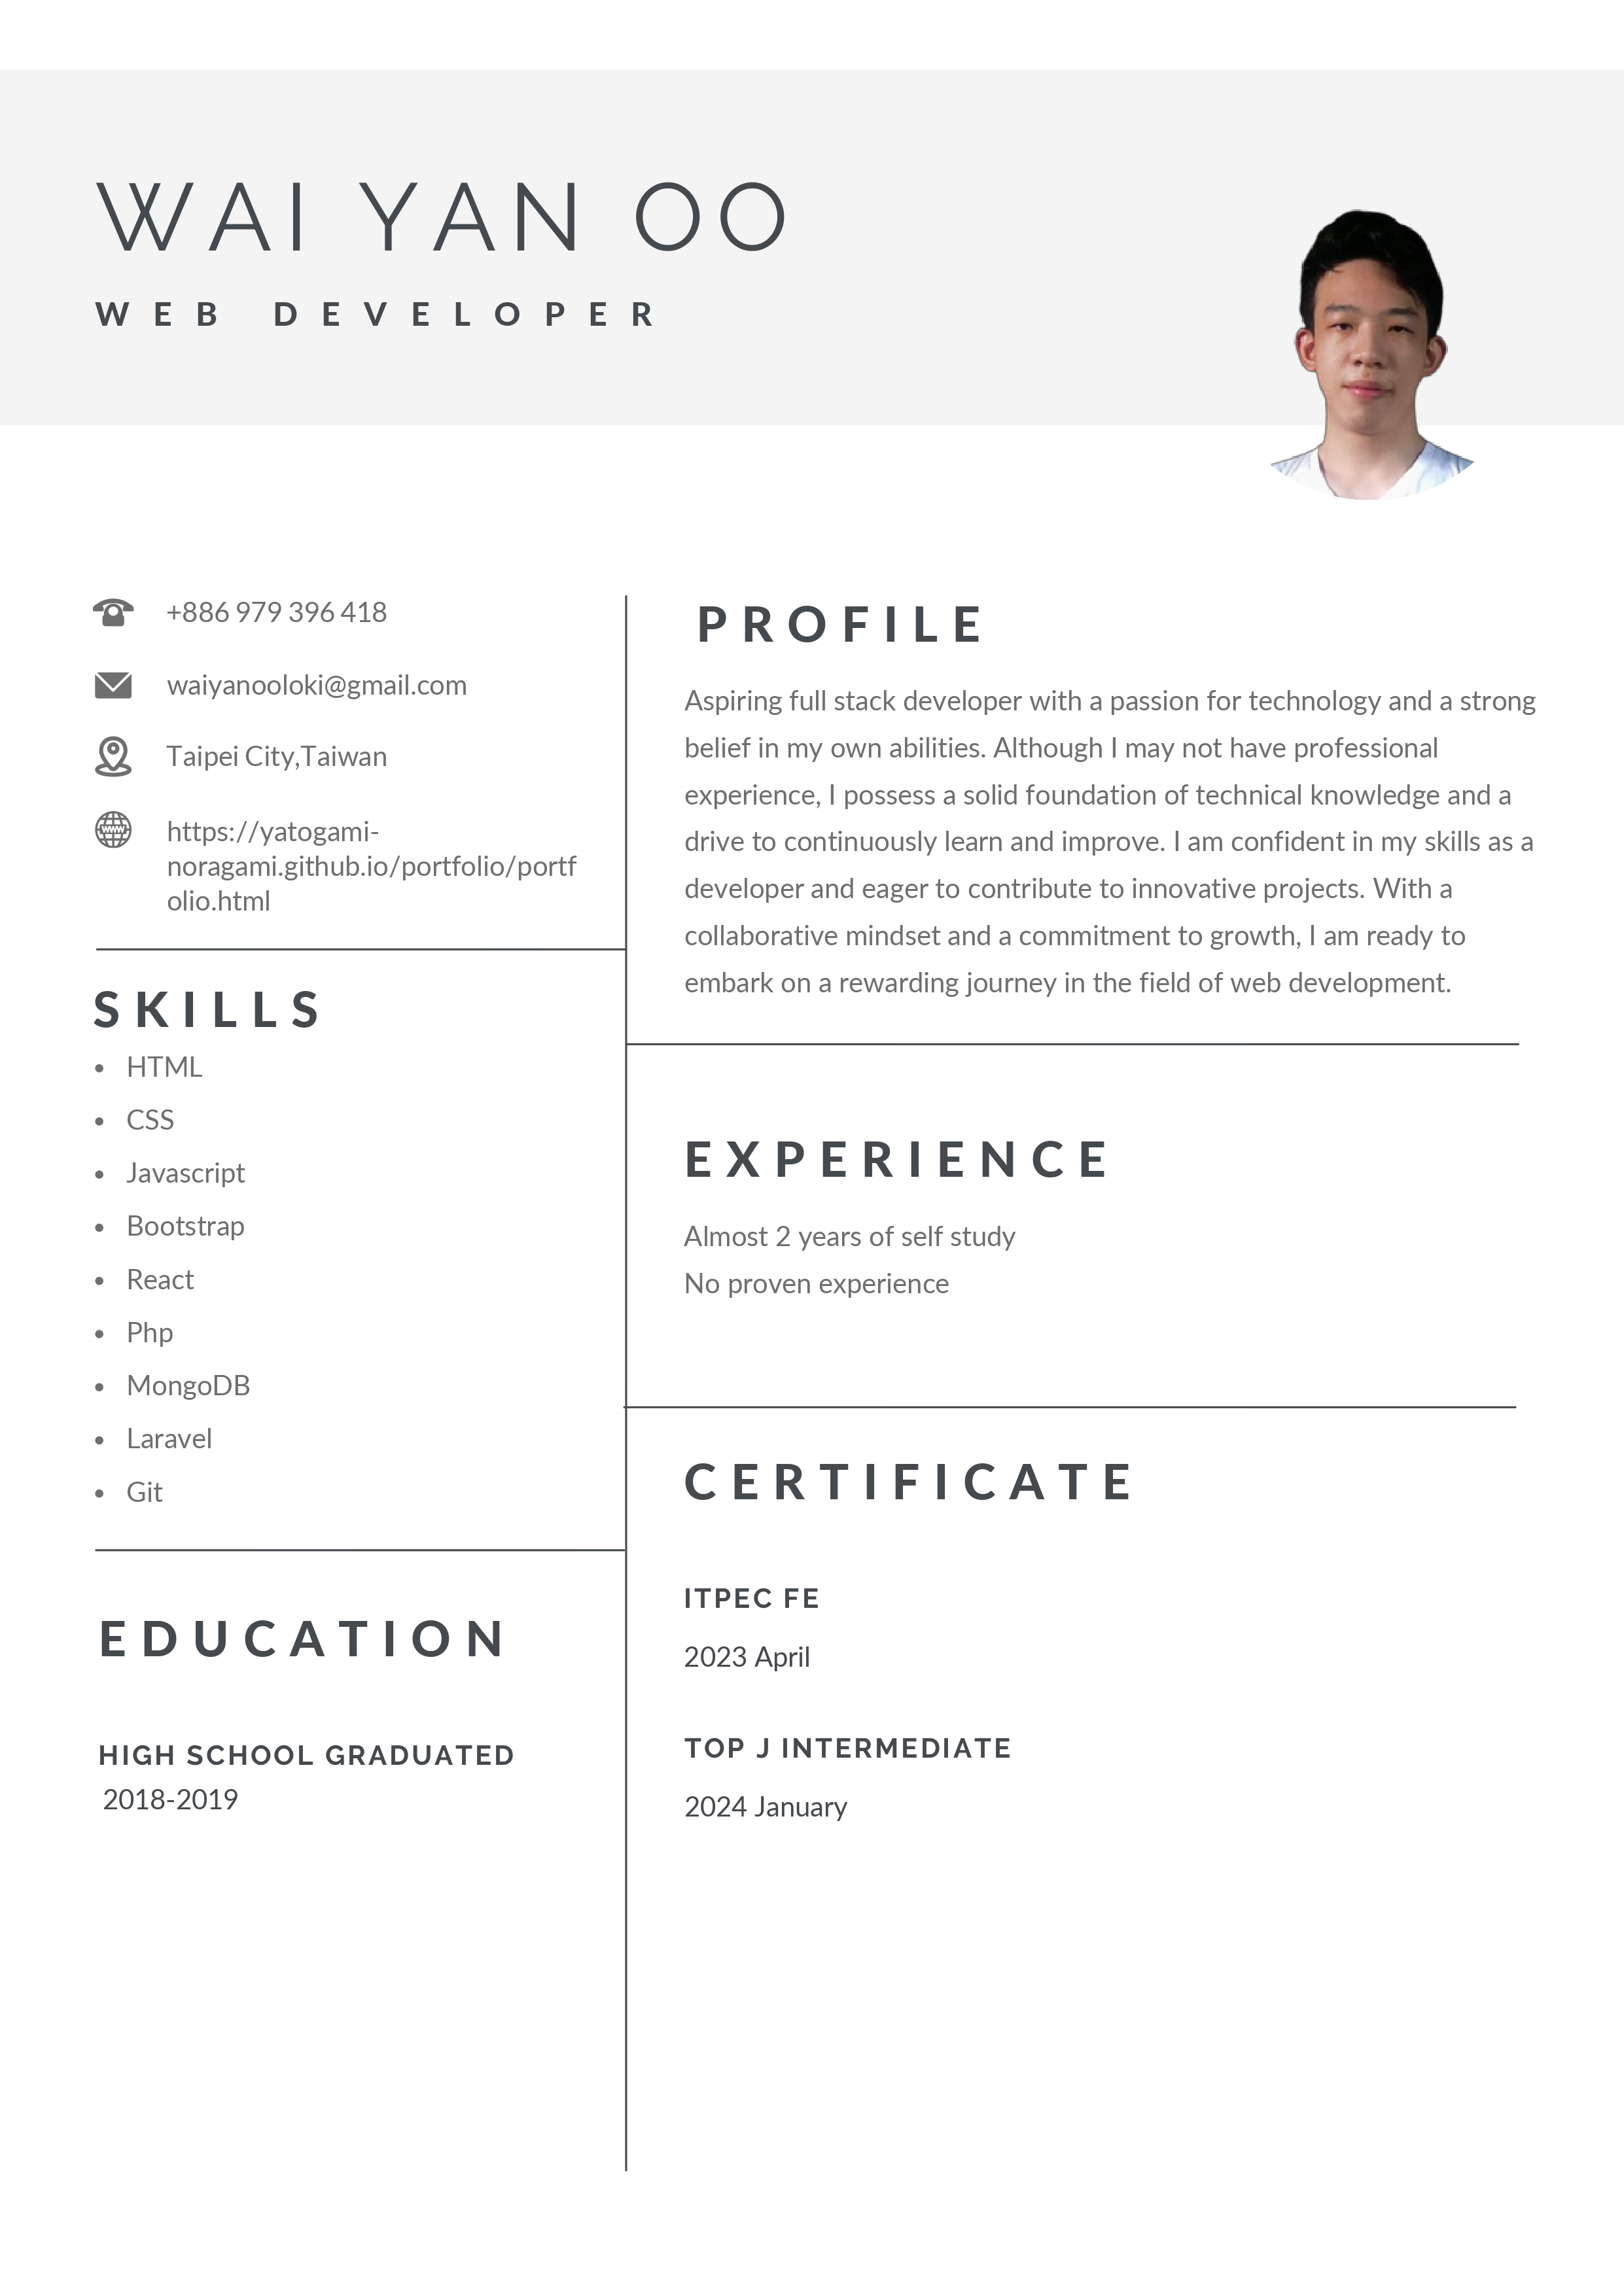 WAI YAN OO
WEB DEVELOPER
+886 979 396 418
waiyanooloki@gmail.com
Taipei City,Taiwan
www
https://yatogami-
noragami.github.io/portfolio/portf
olio.html
SKILLS
• HTML
• CSS
• Javascript
• Bootstrap
• React
• Php
• MongoDB
• Laravel
• Git
EDUCATION
HIGH SCHOOL GRADUATED
2018-2019
PROFILE
Aspiring full stack developer with a passion for technology and a strong
belief in my own abilities. Although I may not have professional
experience, I possess a solid foundation of technical knowledge and a
drive to continuously learn and improve. I am confident in my skills as a
developer and eager to contribute to innovative projects. With a
collaborative mindset and a commitment to growth, I am ready to
embark on a rewarding journey in the field of web development.
EXPERIENCE
Almost 2 years of self study
No proven experience
CERTIFICATE
ITPEC FE
2023 April
TOP J INTERMEDIATE
2024 January